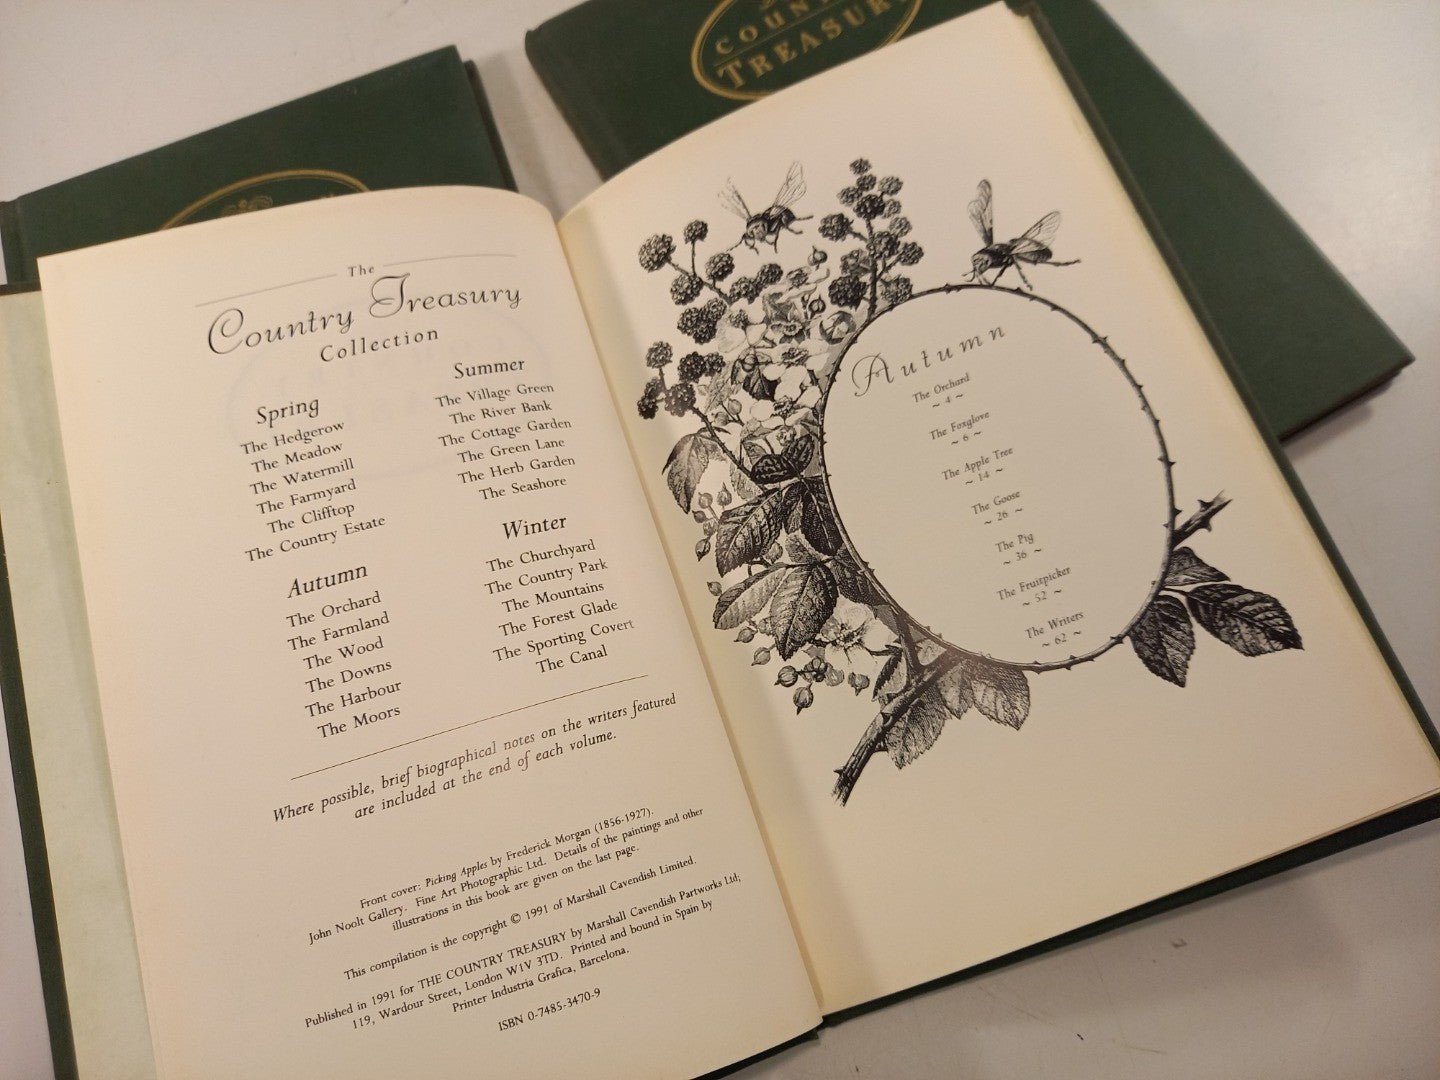 COUNTRY
TREASURY
The
Country Treasury
Collection
Spring
The Hedgerow
The Meadow
The Watermill
The Farmyard
The Clifftop
The Country Estate
Autumn
The Orchard
The Farmland
The Wood
The Downs
The Harbour
The Moors
Summer
The Village Green
The River Bank
The Cottage Garden
The Green Lane
The Herb Garden
The Seashore
Winter
The Churchyard
The Country Park
The Mountains
The Forest Glade
The Sporting Covert
The Canal
Where possible, brief biographical notes on the writers featured
are included at the end of each volume.
Front cover: Picking Apples by Frederick Morgan (1856-1927).
John Noolt Gallery. Fine Art Photographic Ltd. Details of the paintings and other
illustrations in this book are given on the last page.
This compilation is the copyright © 1991 of Marshall Cavendish Limited.
Published in 1991 for THE COUNTRY TREASURY by Marshall Cavendish Partworks Ltd;
119, Wardour Street, London W1V 3TD. Printed and bound in Spain by
Printer Industria Grafica, Barcelona.
ISBN 0-7485-3470-9
Autumn
The Orchard
~ 4 ~
The Foxglove
~ 6 ~
The Apple Tree
~ 14 ~
The Goose
~ 26 ~
The Pig
~ 36 ~
The Fruitpicker
~ 52 ~
The Writers
~ 62 ~